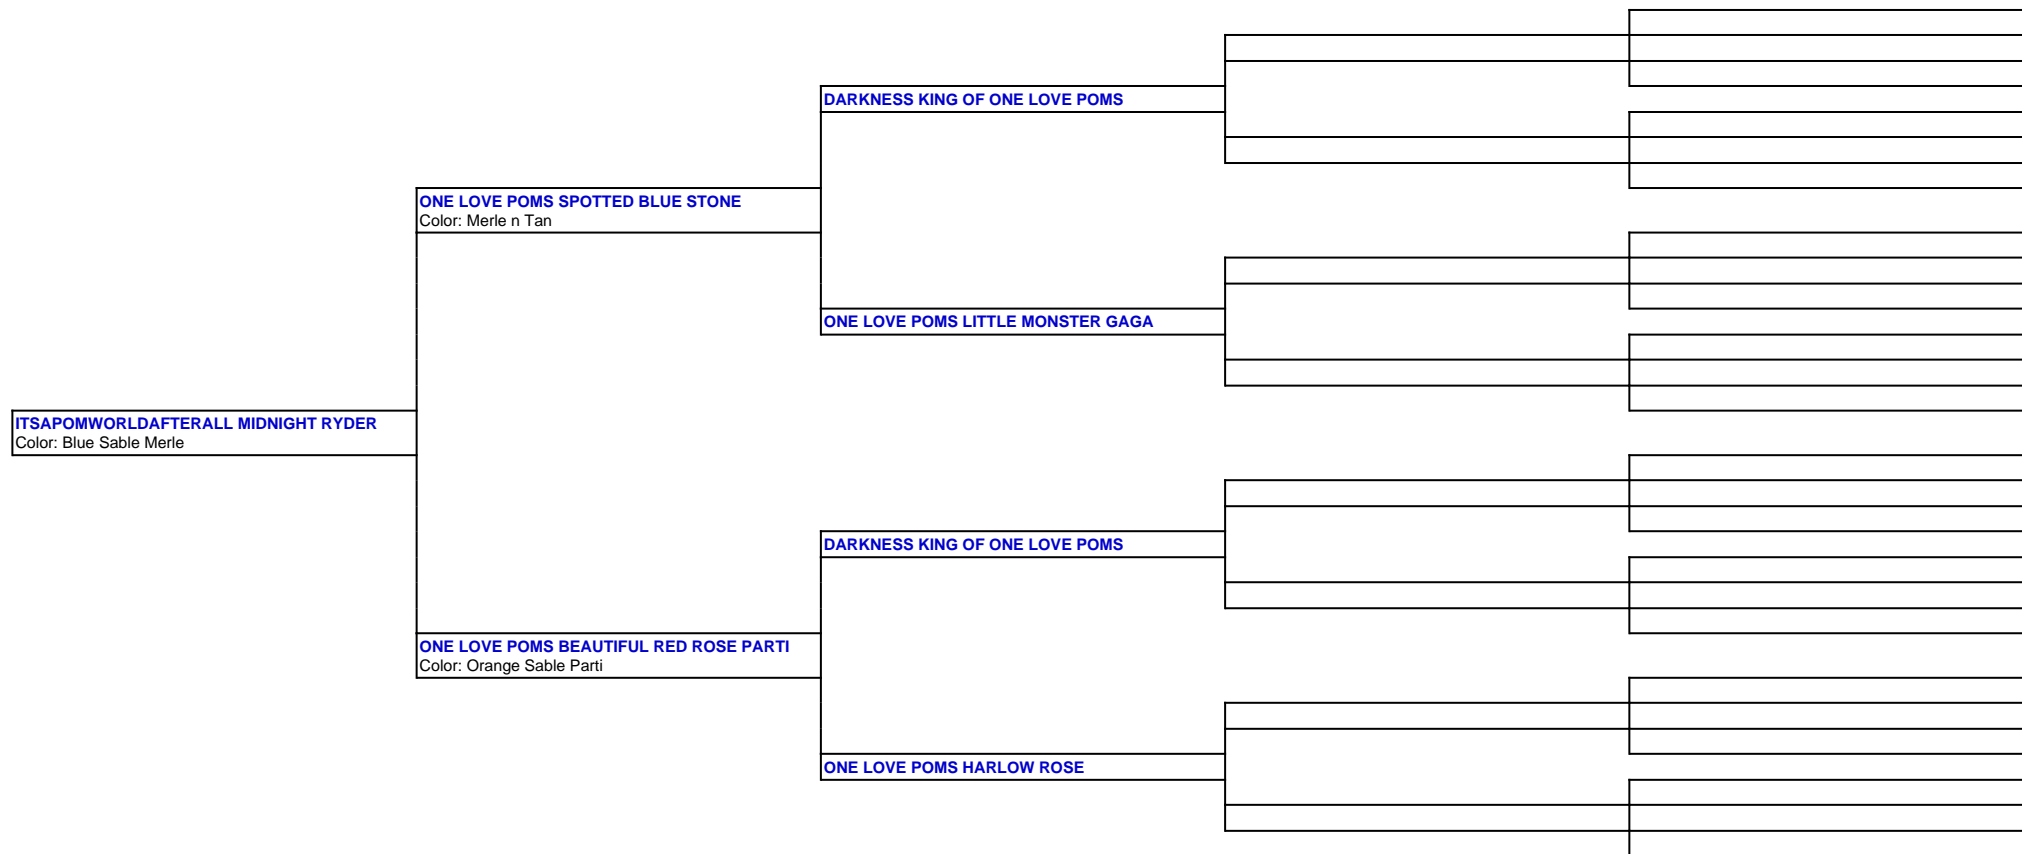 DARKNESS KING OF ONE LOVE POMS
ONE LOVE POMS SPOTTED BLUE STONE
Color: Merle n Tan
ONE LOVE POMS LITTLE MONSTER GAGA
ITSAPOMWORLDAFTERALL MIDNIGHT RYDER
Color: Blue Sable Merle
DARKNESS KING OF ONE LOVE POMS
ONE LOVE POMS BEAUTIFUL RED ROSE PARTI
Color: Orange Sable Parti
ONE LOVE POMS HARLOW ROSE